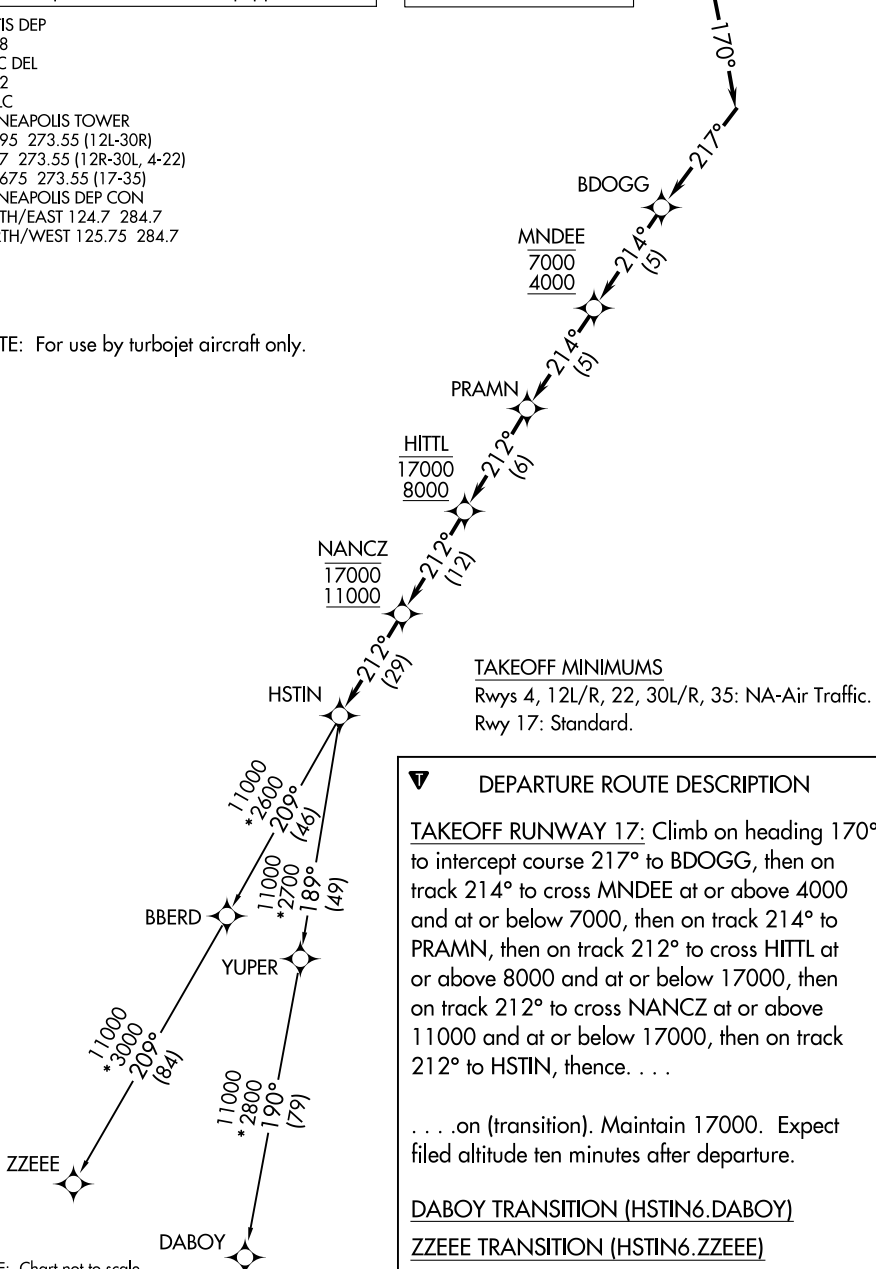 TIS DEP
8
C DEL
2
LC
NEAPOLIS TOWER
95 273.55 (12L-30R)
7 273.55 (12R-30L, 4-22)
675 273.55 (17-35)
NEAPOLIS DEP CON
TH/EAST 124.7 284.7
RTH/WEST 125.75 284.7
TE: For use by turbojet aircraft only.
170°
217°
BDOGG
214°
(5)
MNDEE
7000
4000
214°
(5)
PRAMN
212°
(6)
HITTL
17000
8000
212°
(12)
NANCZ
17000
11000
212°
(29)
HSTIN
TAKEOFF MINIMUMS
Rwys 4, 12L/R, 22, 30L/R, 35: NA-Air Traffic.
Rwy 17: Standard.
11000
*2600
209°
(46)
11000
*2700
189°
(49)
BBERD
YUPER
11000
*3000
209°
(84)
11000
*2800
190°
(79)
ZZEEE
DABOY
T DEPARTURE ROUTE DESCRIPTION
TAKEOFF RUNWAY 17: Climb on heading 170°
to intercept course 217° to BDOGG, then on
track 214° to cross MNDEE at or above 4000
and at or below 7000, then on track 214° to
PRAMN, then on track 212° to cross HITTL at
or above 8000 and at or below 17000, then
on track 212° to cross NANCZ at or above
11000 and at or below 17000, then on track
212° to HSTIN, thence. . . .
. . . .on (transition). Maintain 17000. Expect
filed altitude ten minutes after departure.
DABOY TRANSITION (HSTIN6.DABOY)
ZZEEE TRANSITION (HSTIN6.ZZEEE)
E: Chart not to scale